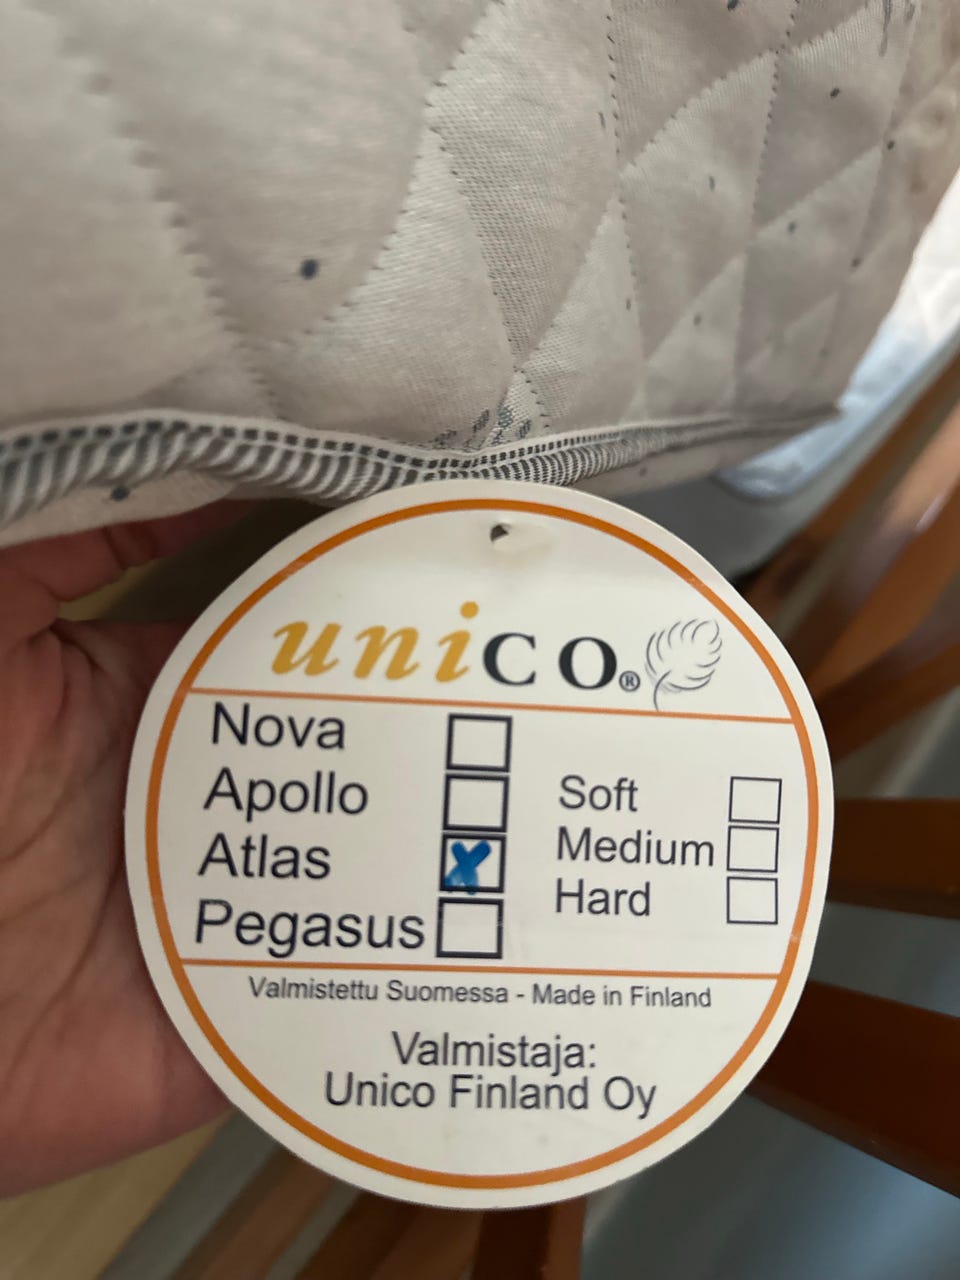 unico®
Nova
Apollo
Atlas X
Pegasus
Soft
Medium
Hard
Valmistettu Suomessa - Made in Finland
Valmistaja:
Unico Finland Oy